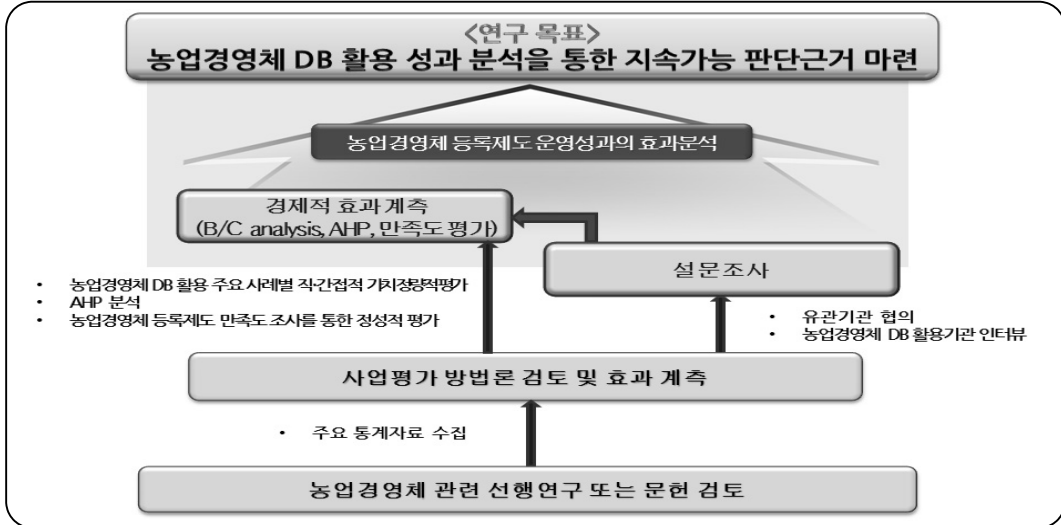 <연구 목표>
농업경영체 DB 활용 성과 분석을 통한 지속가능 판단근거 마련
농업경영체 등록제도 운영성과의 효과분석
경제적 효과 계측
(B/C analysis, AHP, 만족도 평가)
설문조사
• 농업경영체 DB 활용 주요 사례별 직·간접적 가치정량적평가
• AHP 분석
• 농업경영체 등록제도 만족도 조사를 통한 정성적 평가
• 유관기관 협의
• 농업경영체 DB 활용기관 인터뷰
사업평가 방법론 검토 및 효과 계측
• 주요 통계자료 수집
농업경영체 관련 선행연구 또는 문헌 검토